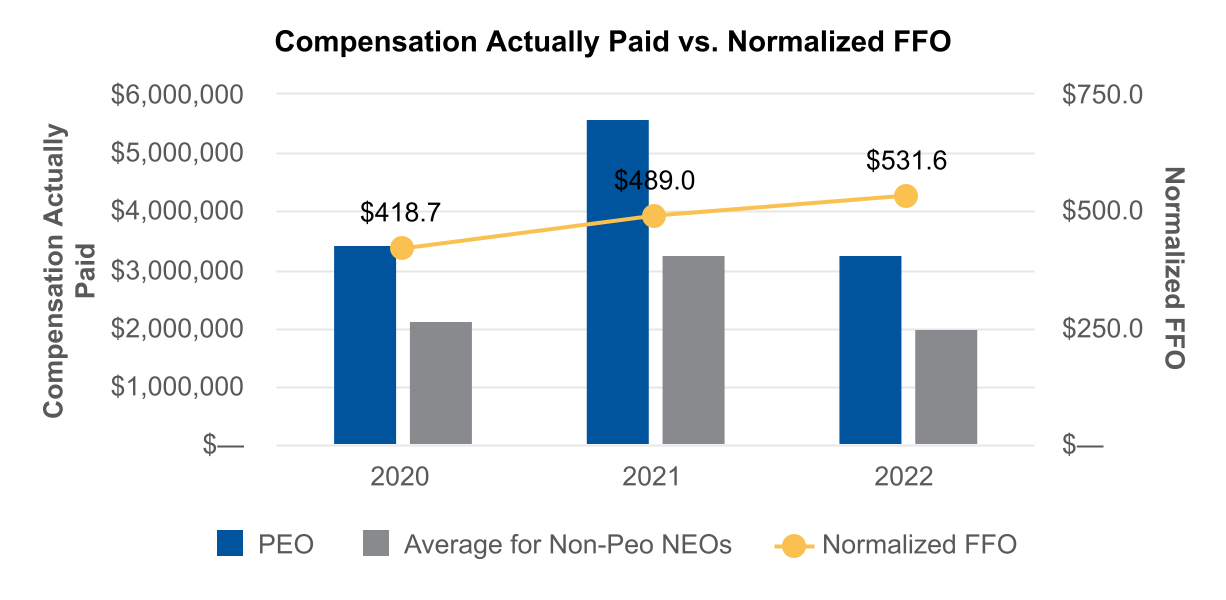 Compensation Actually Paid vs. Normalized FFO
Compensation Actually
Paid
$6,000,000
$5,000,000
$4,000,000
$3,000,000
$2,000,000
$1,000,000
$—
$418.7
$489.0
$531.6
$750.0
$500.0
$250.0
$—
Normalized FFO
2020
2021
2022
PEO
Average for Non-Peo NEOs
Normalized FFO